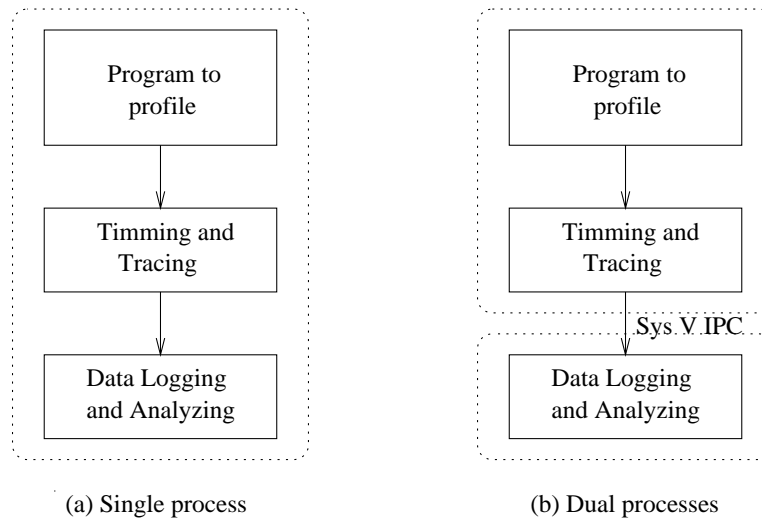 Program to
profile
Timming and
Tracing
Data Logging
and Analyzing
(a) Single process
Program to
profile
Timming and
Tracing
Sys V IPC
Data Logging
and Analyzing
(b) Dual processes